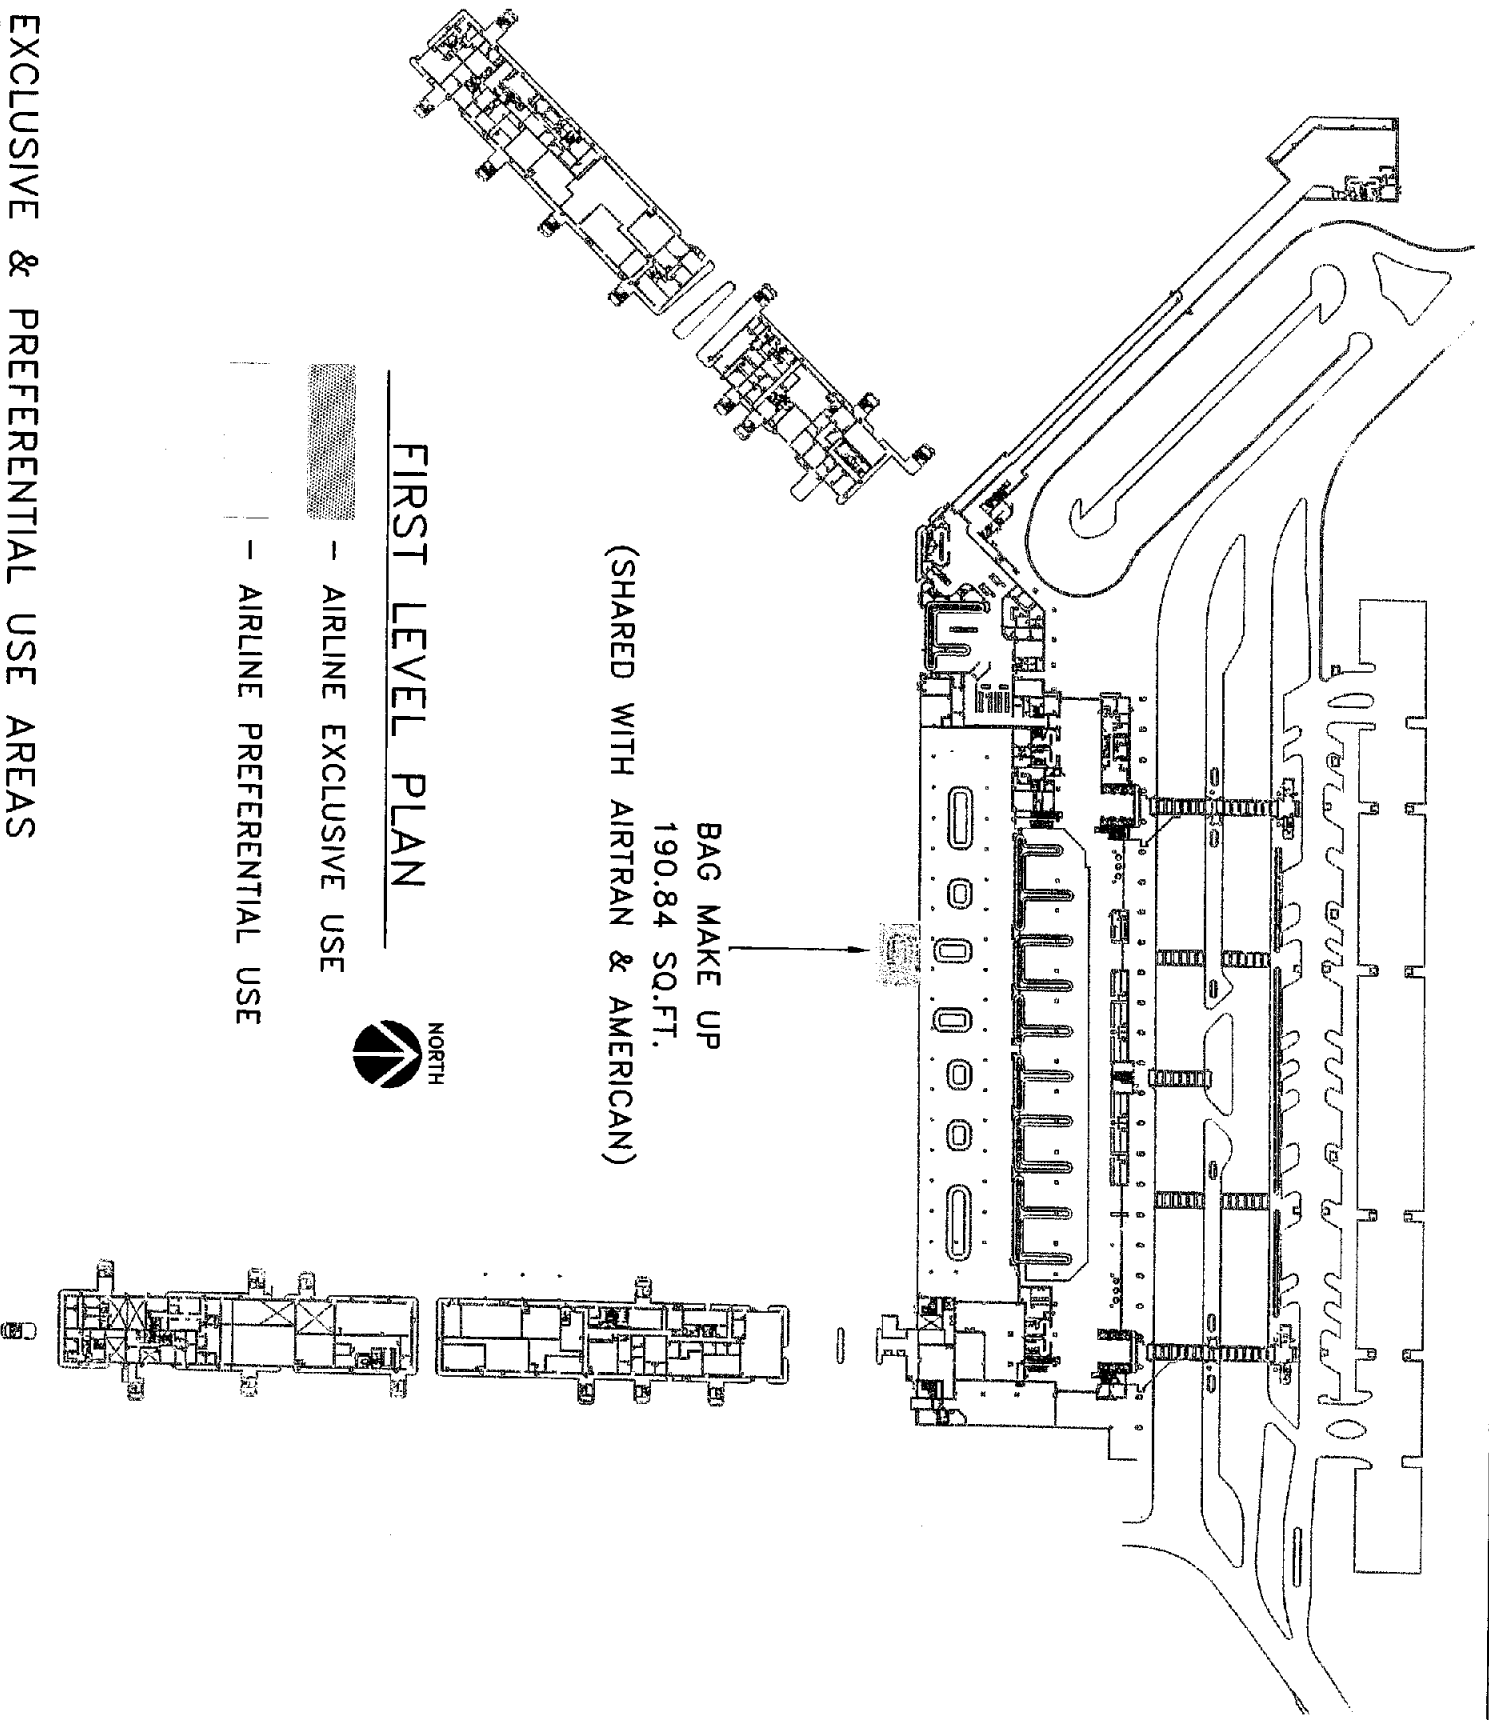 BAG MAKE UP
190.84 SQ.FT.
(SHARED WITH AIRTRAN & AMERICAN)
NORTH
FIRST LEVEL PLAN
- AIRLINE EXCLUSIVE USE
- AIRLINE PREFERENTIAL USE
EXCLUSIVE & PREFERENTIAL USE AREAS